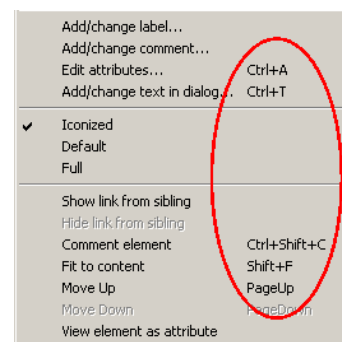 Add/change label...
Add/change comment...
Edit attributes... Ctrl+A
Add/change text in dialog... Ctrl+T
Iconized
Default
Full
Show link from sibling
Hide link from sibling
Comment element Ctrl+Shift+C
Fit to content Shift+F
Move Up PageUp
Move Down PageDown
View element as attribute